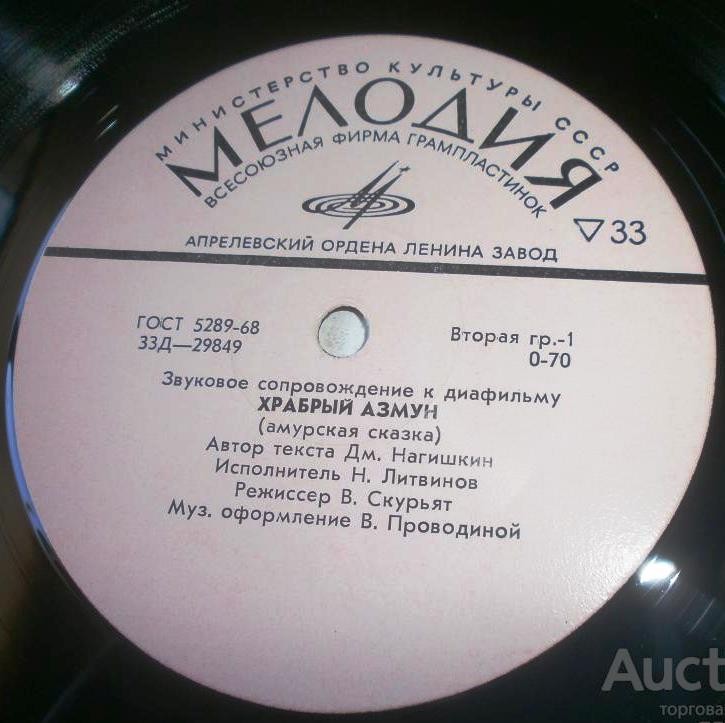 МИНИСТЕРСТВО КУЛЬТУРЫ СССР
МЕЛОДИЯ
ВСЕСОЮЗНАЯ ФИРМА ГРАМПЛАСТИНОК
33
АПРЕЛЕВСКИЙ ОРДЕНА ЛЕНИНА ЗАВОД
ГОСТ 5289-68
33Д—29849
Вторая гр.-1
0-70
Звуковое сопровождение к диафильму
ХРАБРЫЙ АЗМУН
(амурская сказка)
Автор текста Дм. Нагишкин
Исполнитель Н. Литвинов
Режиссер В. Скурьят
Муз. оформление В. Проводиной
Auct
торгова